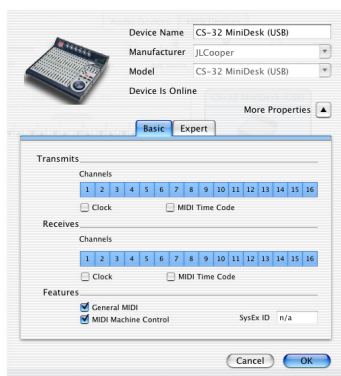 Device Name CS-32 MiniDesk (USB)
Manufacturer JLCooper
Model CS-32 MiniDesk (USB)
Device Is Online
More Properties
Basic Expert
Transmits
Channels
1 2 3 4 5 6 7 8 9 10 11 12 13 14 15 16
Clock MIDI Time Code
Receives
Channels
1 2 3 4 5 6 7 8 9 10 11 12 13 14 15 16
Clock MIDI Time Code
Features
General MIDI
MIDI Machine Control SysEx ID n/a
Cancel OK